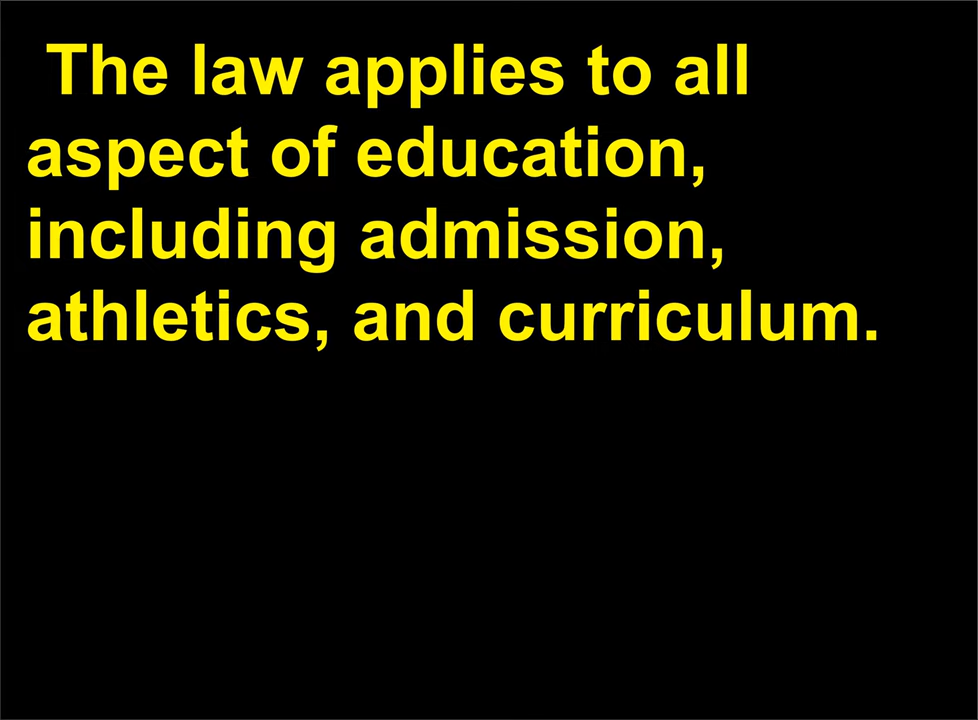 The law applies to all
aspect of education,
including admission,
athletics, and curriculum.